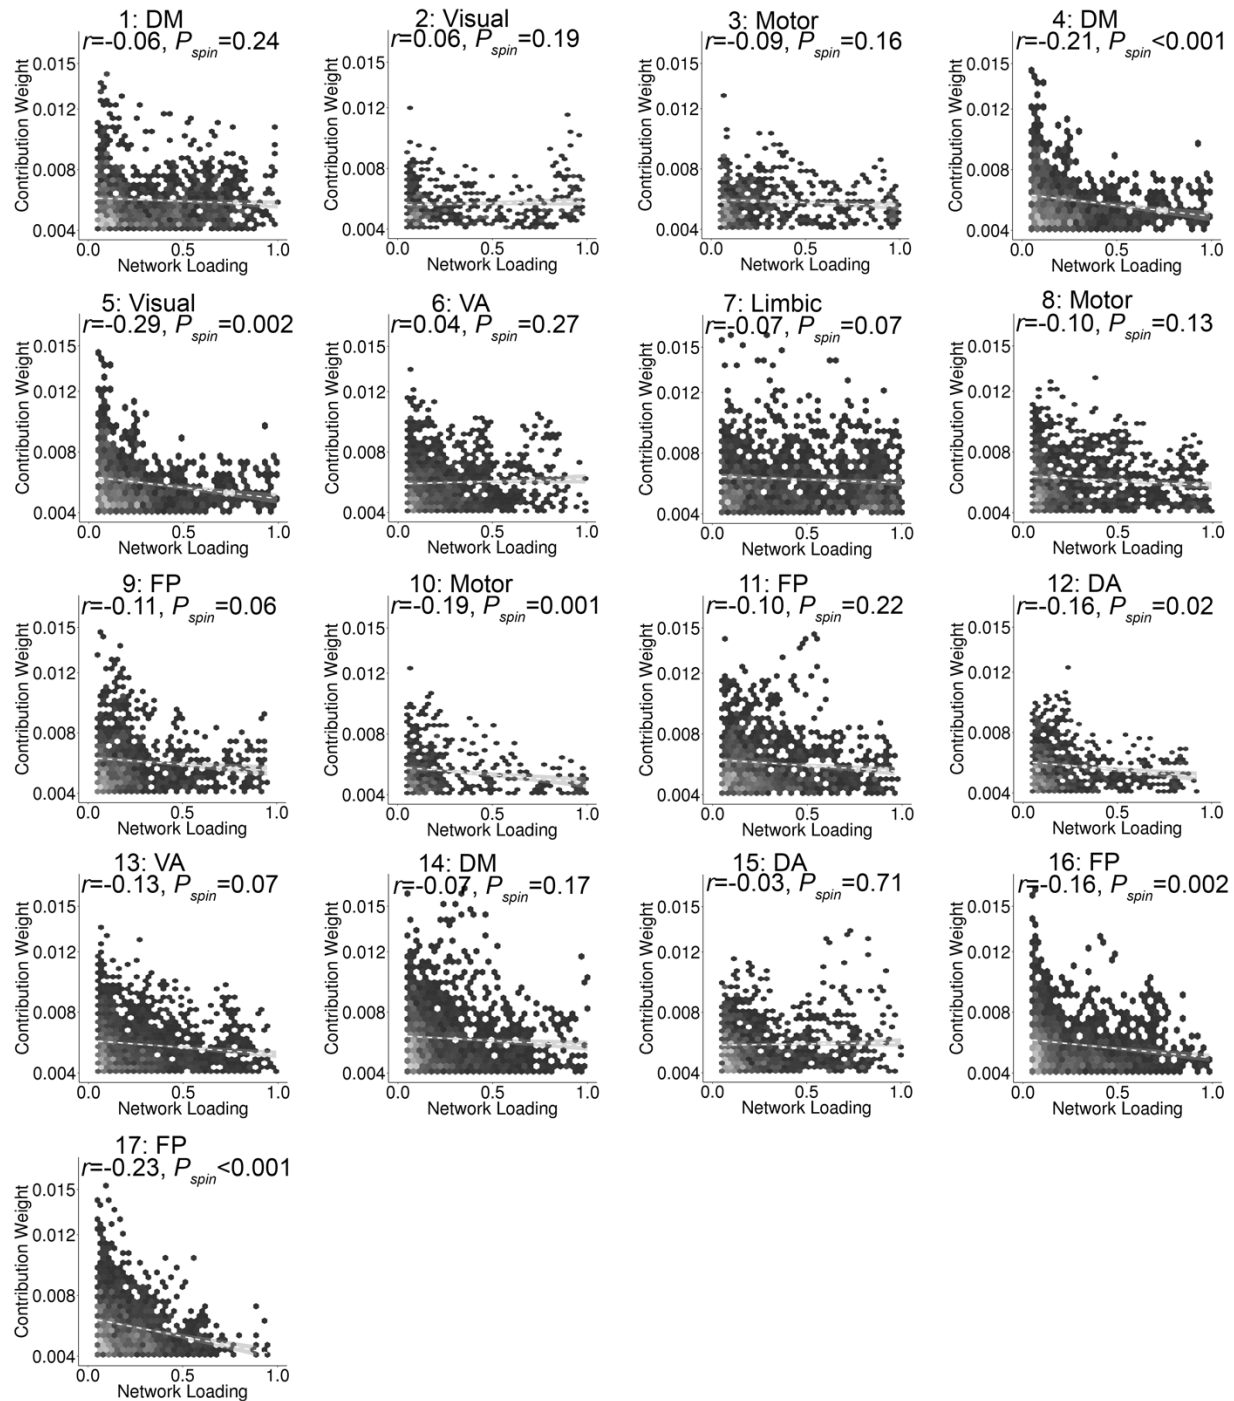 1: DM
r=-0.06, Pspin=0.24
Contribution Weight
0.015
0.012
0.008
0.004
0.0 0.5 1.0
Network Loading
2: Visual
r=0.06, Pspin=0.19
Contribution Weight
0.015
0.012
0.008
0.004
0.0 0.5 1.0
Network Loading
3: Motor
r=-0.09, Pspin=0.16
Contribution Weight
0.015
0.012
0.008
0.004
0.0 0.5 1.0
Network Loading
4: DM
r=-0.21, Pspin<0.001
Contribution Weight
0.015
0.012
0.008
0.004
0.0 0.5 1.0
Network Loading
5: Visual
r=-0.29, Pspin=0.002
Contribution Weight
0.015
0.012
0.008
0.004
0.0 0.5 1.0
Network Loading
6: VA
r=0.04, Pspin=0.27
Contribution Weight
0.015
0.012
0.008
0.004
0.0 0.5 1.0
Network Loading
7: Limbic
r=-0.07, Pspin=0.07
Contribution Weight
0.015
0.012
0.008
0.004
0.0 0.5 1.0
Network Loading
8: Motor
r=-0.10, Pspin=0.13
Contribution Weight
0.015
0.012
0.008
0.004
0.0 0.5 1.0
Network Loading
9: FP
r=-0.11, Pspin=0.06
Contribution Weight
0.015
0.012
0.008
0.004
0.0 0.5 1.0
Network Loading
10: Motor
r=-0.19, Pspin=0.001
Contribution Weight
0.015
0.012
0.008
0.004
0.0 0.5 1.0
Network Loading
11: FP
r=-0.10, Pspin=0.22
Contribution Weight
0.015
0.012
0.008
0.004
0.0 0.5 1.0
Network Loading
12: DA
r=-0.16, Pspin=0.02
Contribution Weight
0.015
0.012
0.008
0.004
0.0 0.5 1.0
Network Loading
13: VA
r=-0.13, Pspin=0.07
Contribution Weight
0.015
0.012
0.008
0.004
0.0 0.5 1.0
Network Loading
14: DM
r=-0.07, Pspin=0.17
Contribution Weight
0.015
0.012
0.008
0.004
0.0 0.5 1.0
Network Loading
15: DA
r=-0.03, Pspin=0.71
Contribution Weight
0.015
0.012
0.008
0.004
0.0 0.5 1.0
Network Loading
16: FP
r=-0.16, Pspin=0.002
Contribution Weight
0.015
0.012
0.008
0.004
0.0 0.5 1.0
Network Loading
17: FP
r=-0.23, Pspin<0.001
Contribution Weight
0.015
0.012
0.008
0.004
0.0 0.5 1.0
Network Loading